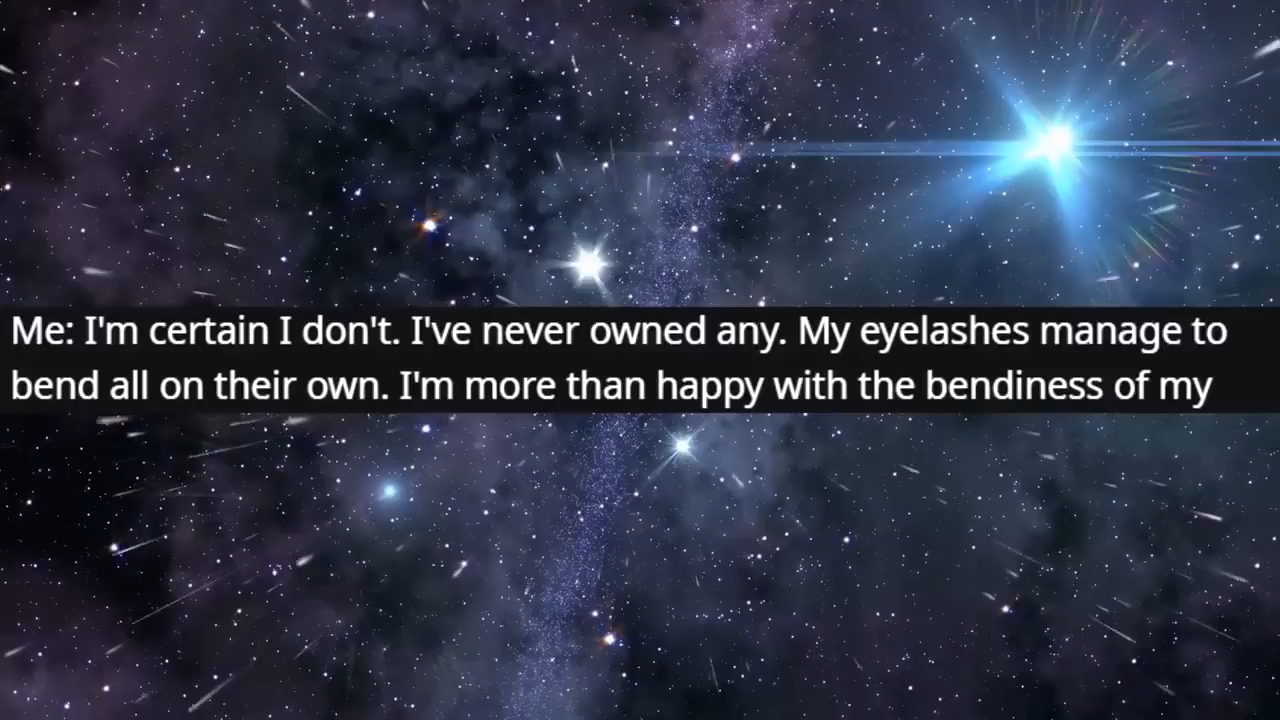 Me: I'm certain I don't. I've never owned any. My eyelashes manage to
bend all on their own. I'm more than happy with the bendiness of my